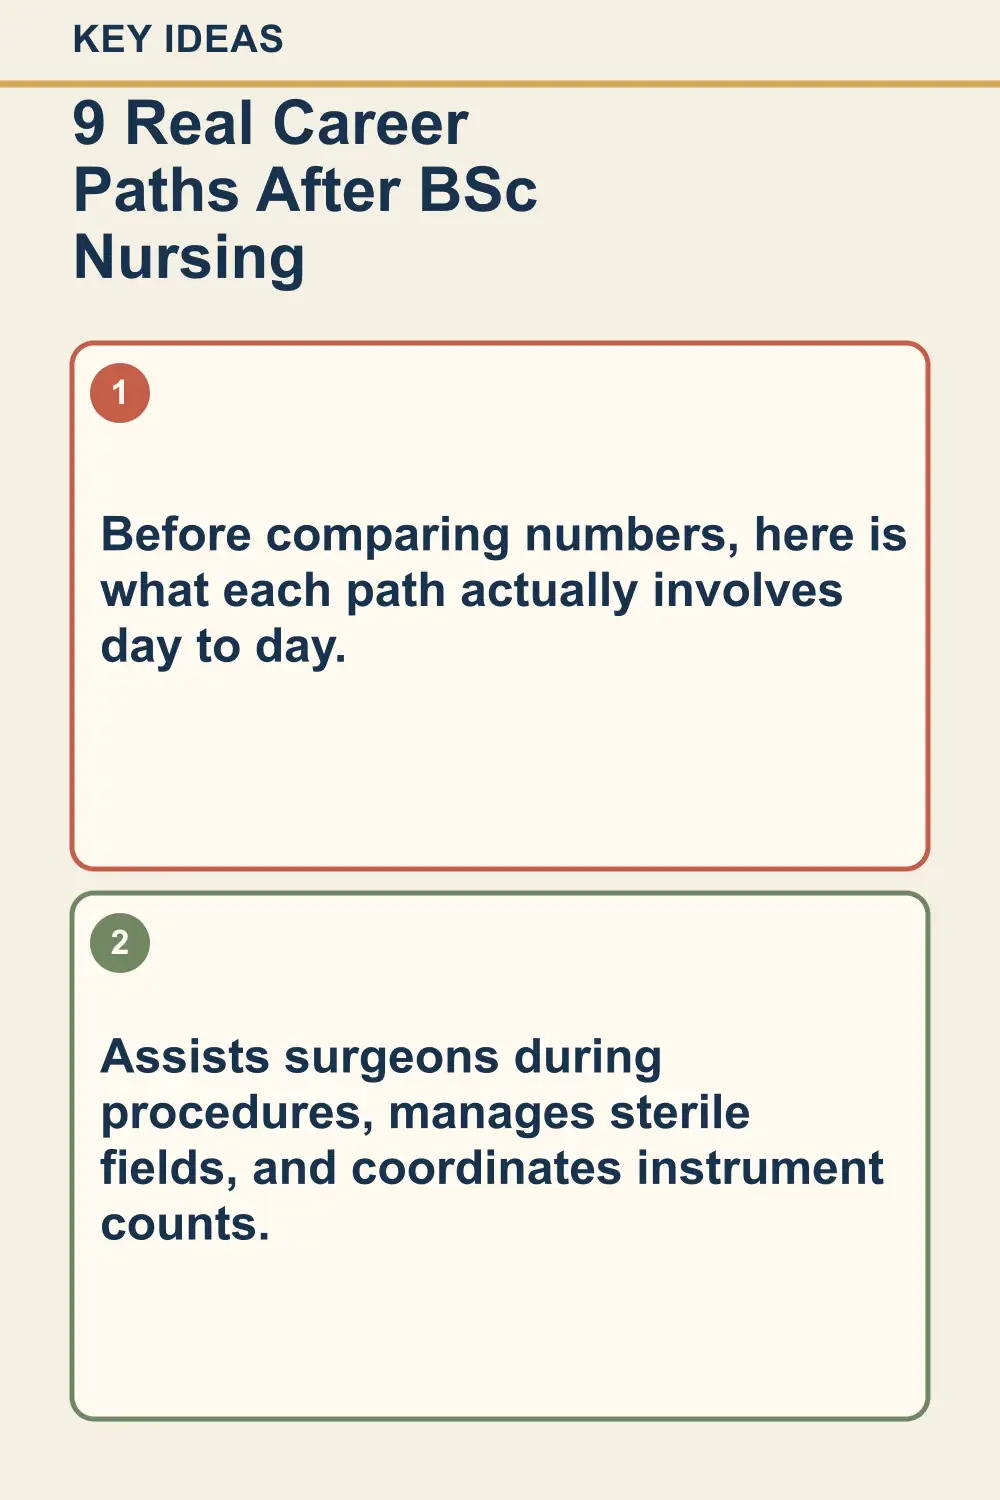 KEY IDEAS
9 Real Career
Paths After BSc
Nursing
1
Before comparing numbers, here is
what each path actually involves
day to day.
2
Assists surgeons during
procedures, manages sterile
fields, and coordinates instrument
counts.